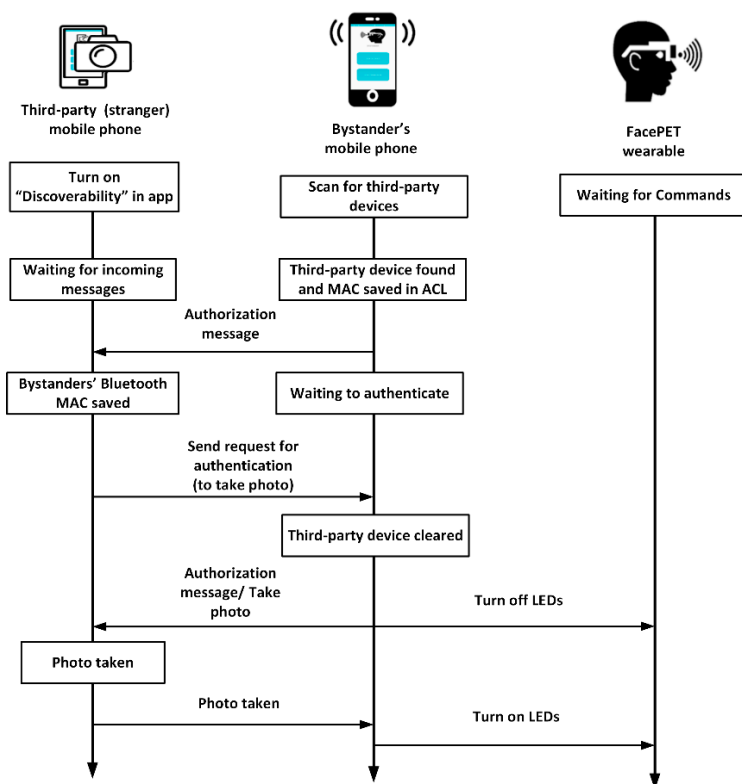 Third-party (stranger)
mobile phone
Bystander's
mobile phone
FacePET
wearable
Turn on
"Discoverability" in app
Scan for third-party
devices
Waiting for Commands
Waiting for incoming
messages
Third-party device found
and MAC saved in ACL
Authorization
message
Bystanders' Bluetooth
MAC saved
Waiting to authenticate
Send request for
authentication
(to take photo)
Third-party device cleared
Authorization
message/ Take
photo
Turn off LEDs
Photo taken
Photo taken
Turn on LEDs